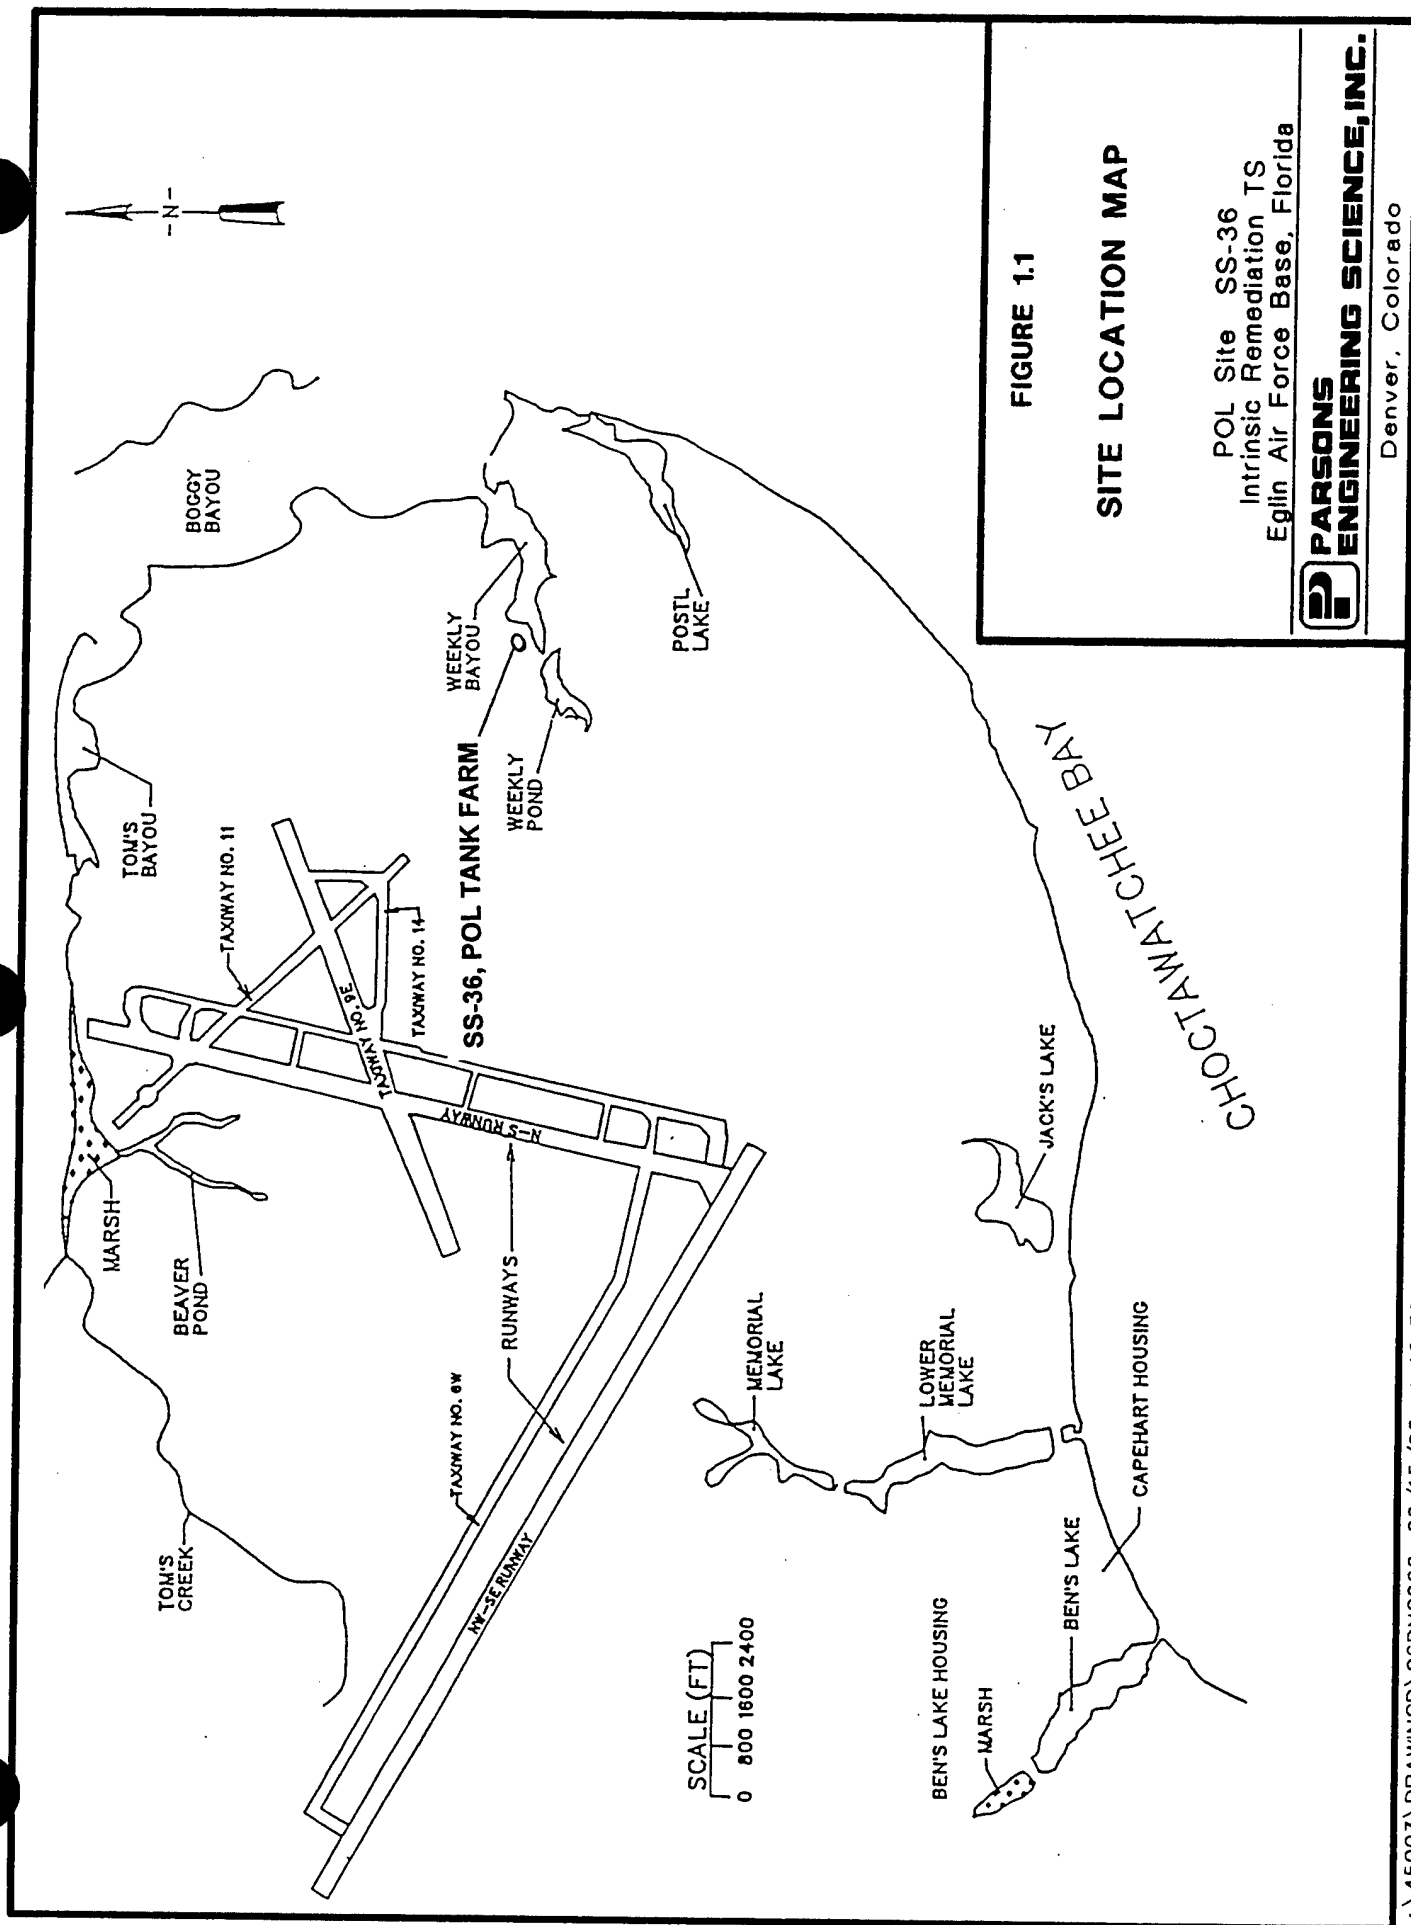 -N-
BOGGY
BAYOU
TOM'S
BAYOU
TAXIWAY NO. 11
MARSH
BEAVER
POND
TOM'S
CREEK
TAXIWAY NO. 9E
TAXIWAY NO. 14
N-S RUNWAY
RUNWAYS
TAXIWAY NO. 6W
NW-SE RUNWAY
WEEKLY
BAYOU
SS-36, POL TANK FARM
WEEKLY
POND
POSTL
LAKE
MEMORIAL
LAKE
LOWER
MEMORIAL
LAKE
JACK'S LAKE
CHOCTAWATCHEE BAY
CAPEHART HOUSING
BEN'S LAKE
BEN'S LAKE HOUSING
MARSH
SCALE (FT)
0 800 1600 2400
FIGURE 1.1
SITE LOCATION MAP
POL Site SS-36
Intrinsic Remediation TS
Eglin Air Force Base, Florida
PARSONS
ENGINEERING SCIENCE, INC.
Denver, Colorado